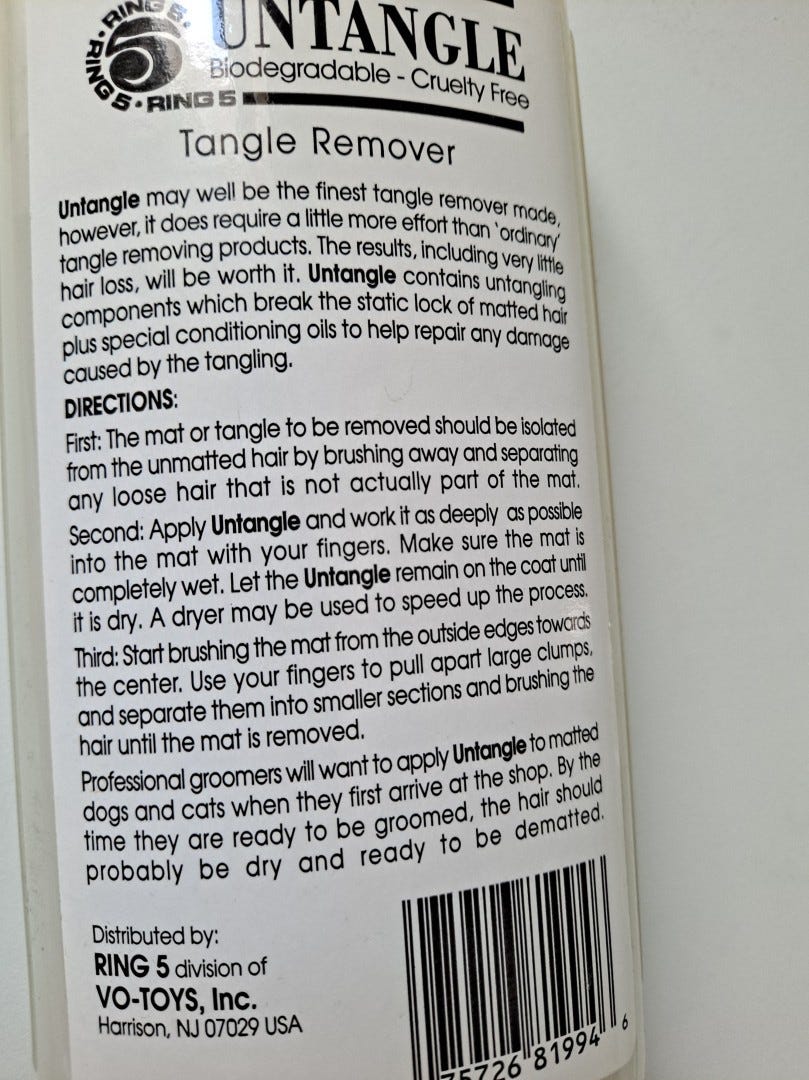 RING 5 • RING 5 • RING 5
5
UNTANGLE
Biodegradable - Cruelty Free
Tangle Remover
Untangle may well be the finest tangle remover made,
however, it does require a little more effort than 'ordinary'
tangle removing products. The results, including very little
hair loss, will be worth it. Untangle contains untangling
components which break the static lock of matted hair
plus special conditioning oils to help repair any damage
caused by the tangling.
DIRECTIONS:
First: The mat or tangle to be removed should be isolated
from the unmatted hair by brushing away and separating
any loose hair that is not actually part of the mat.
Second: Apply Untangle and work it as deeply as possible
into the mat with your fingers. Make sure the mat is
completely wet. Let the Untangle remain on the coat until
it is dry. A dryer may be used to speed up the process.
Third: Start brushing the mat from the outside edges towards
the center. Use your fingers to pull apart large clumps,
and separate them into smaller sections and brushing the
hair until the mat is removed.
Professional groomers will want to apply Untangle to matted
dogs and cats when they first arrive at the shop. By the
time they are ready to be groomed, the hair should
probably be dry and ready to be dematted.
Distributed by:
RING 5 division of
VO-TOYS, Inc.
Harrison, NJ 07029 USA
75726 81994 6